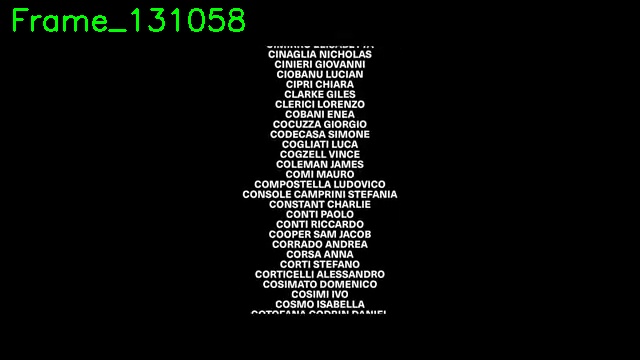 Frame_131058
CINAGLIA NICHOLAS
CINIERI GIOVANNI
CIOBANU LUCIAN
CIPRI CHIARA
CLARKE GILES
CLERICI LORENZO
COBANI ENEA
COCUZZA GIORGIO
CODECASA SIMONE
COGLIATI LUCA
COGZELL VINCE
COLEMAN JAMES
COMI MAURO
COMPOSTELLA LUDOVICO
CONSOLE CAMPRINI STEFANIA
CONSTANT CHARLIE
CONTI PAOLO
CONTI RICCARDO
COOPER SAM JACOB
CORRADO ANDREA
CORSA ANNA
CORTI STEFANO
CORTICELLI ALESSANDRO
COSIMATO DOMENICO
COSIMI IVO
COSMO ISABELLA